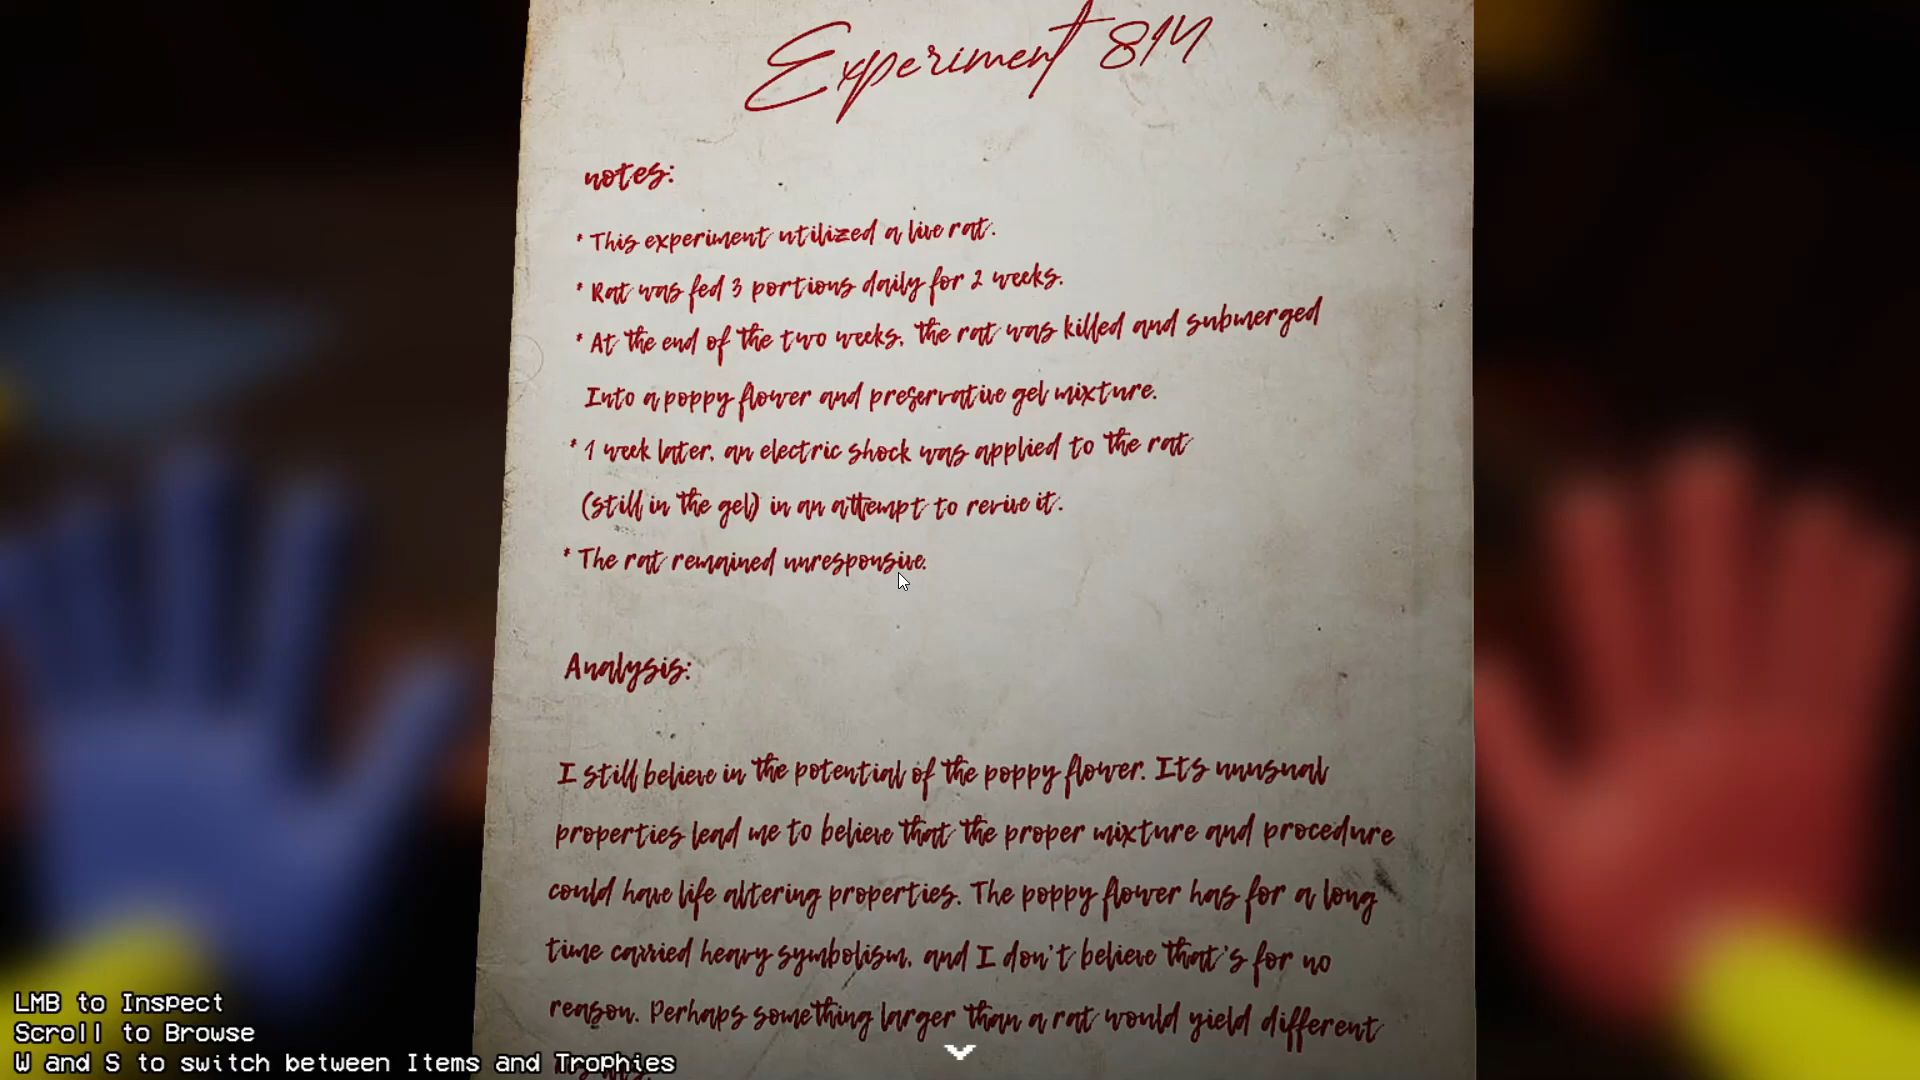 Experiment 814
notes:
* This experiment utilized a live rat.
* Rat was fed 3 portions daily for 2 weeks.
* At the end of the two weeks, the rat was killed and submerged
Into a poppy flower and preservative gel mixture.
* 1 week later, an electric shock was applied to the rat
(still in the gel) in an attempt to revive it.
* The rat remained unresponsive.
Analysis:
I still believe in the potential of the poppy flower. Its unusual
properties lead me to believe that the proper mixture and procedure
could have life altering properties. The poppy flower has for a long
time carried heavy symbolism, and I don't believe that's for no
reason. Perhaps something larger than a rat would yield different
LMB to Inspect
Scroll to Browse
W and S to switch between Items and Trophies